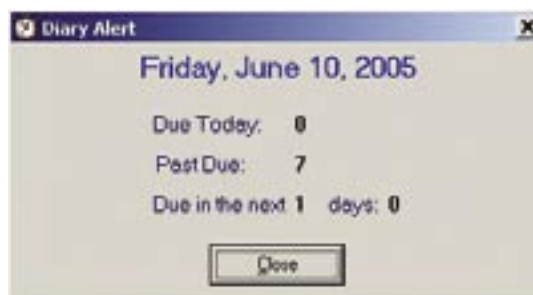 Diary Alert
Friday, June 10, 2005
Due Today: 0
Past Due: 7
Due in the next 1 days: 0
Close